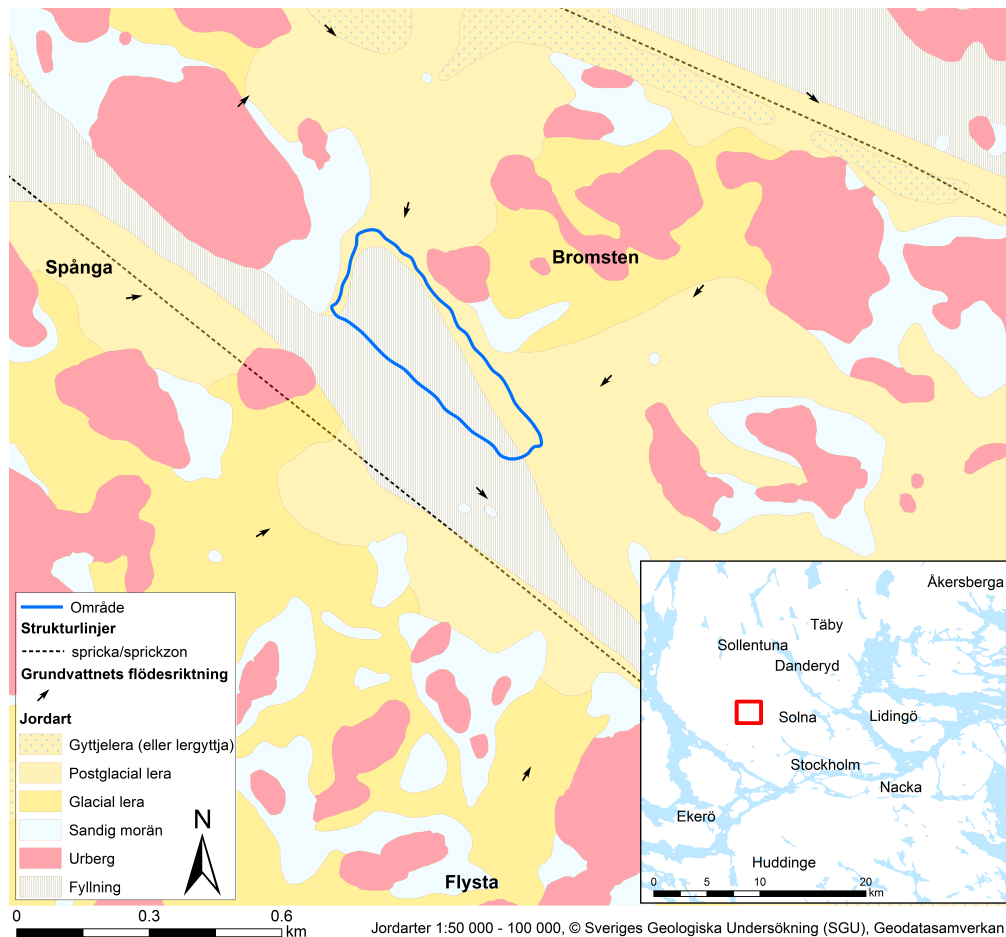 Spånga
Bromsten
Flysta
Område
Strukturlinjer
spricka/sprickzon
Grundvattnets flödesriktning
Jordart
Gyttjelera (eller lergyttja)
Postglacial lera
Glacial lera
Sandig morän
Urberg
Fyllning
N
Åkersberga
Täby
Sollentuna
Danderyd
Solna
Lidingö
Stockholm
Nacka
Ekerö
Huddinge
0 5 10 20
km
0 0.3 0.6
km
Jordarter 1:50 000 - 100 000, © Sveriges Geologiska Undersökning (SGU), Geodatasamverkan